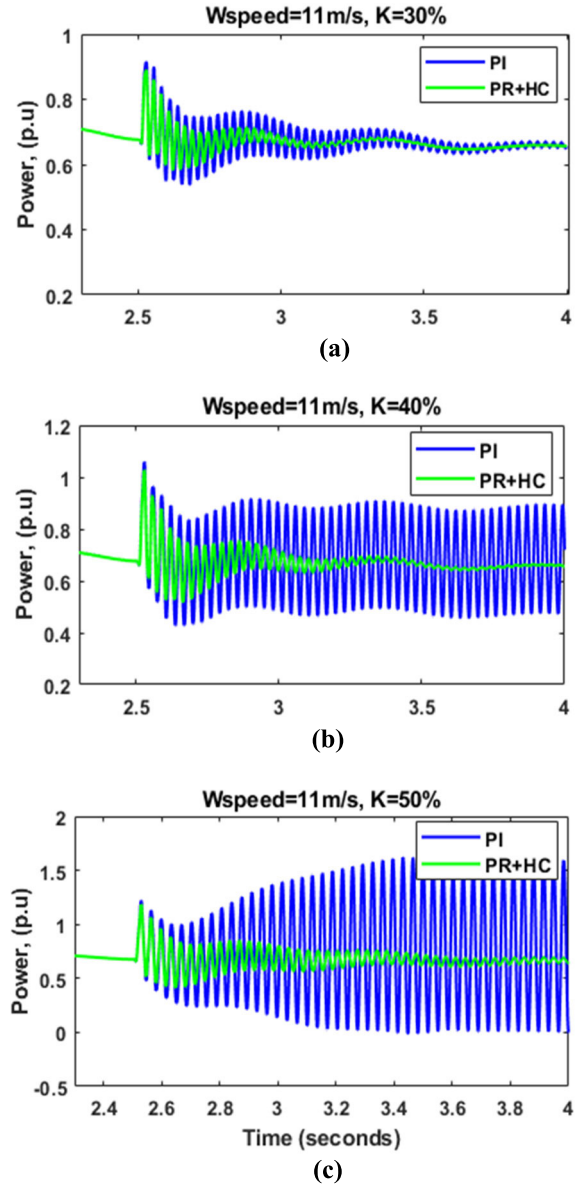 Wspeed=11m/s, K=30%
1
0.8
0.6
0.4
0.2
Power, (p.u)
PI
PR+HC
2.5
3
3.5
4
(a)
Wspeed=11m/s, K=40%
1.2
1
0.8
0.6
0.4
0.2
Power, (p.u)
PI
PR+HC
2.5
3
3.5
4
(b)
Wspeed=11m/s, K=50%
2
1.5
1
0.5
0
-0.5
Power, (p.u)
PI
PR+HC
2.4
2.6
2.8
3
3.2
3.4
3.6
3.8
4
Time (seconds)
(c)